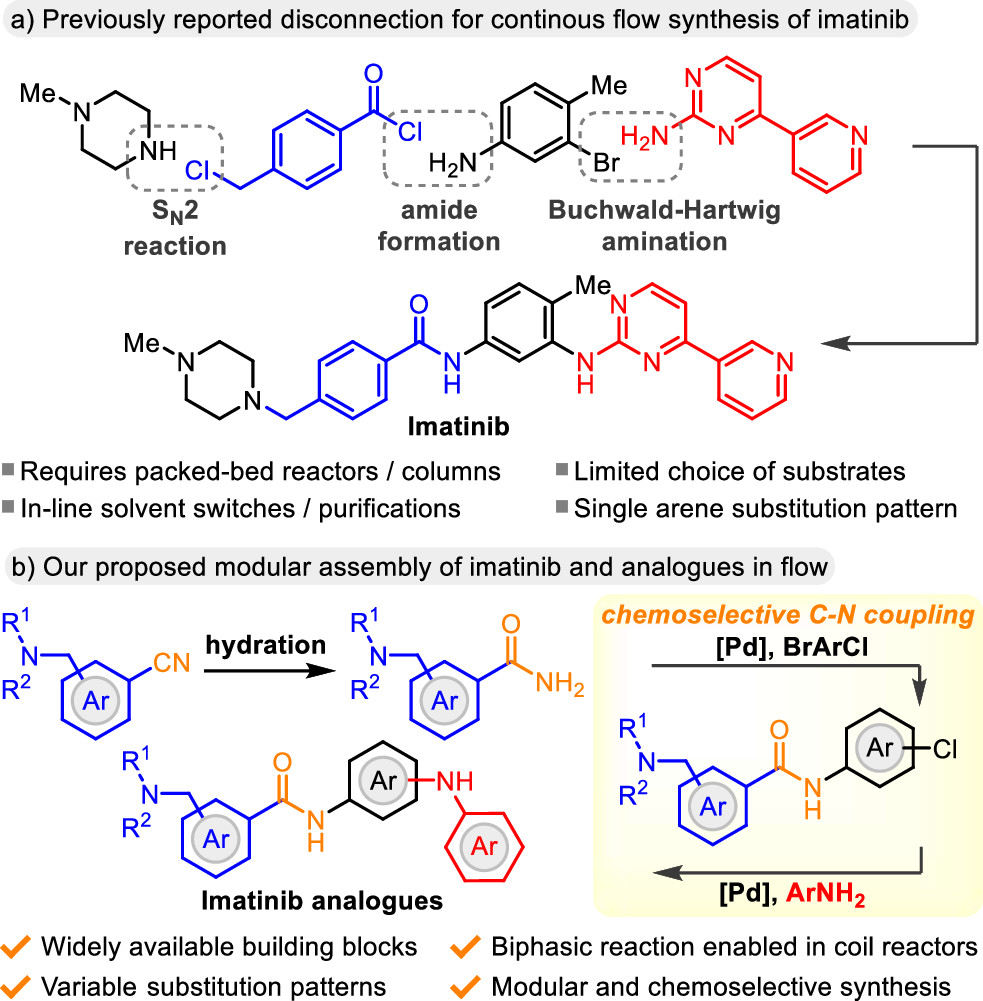 a) Previously reported disconnection for continous flow synthesis of imatinib
Me
N
NH
Cl
O
Cl
H2N
Me
Br
H2N
N
N
N
SN2
reaction
amide
formation
Buchwald-Hartwig
amination
Me
N
N
O
N
H
Me
N
H
N
N
N
Imatinib
Requires packed-bed reactors / columns
In-line solvent switches / purifications
Limited choice of substrates
Single arene substitution pattern
b) Our proposed modular assembly of imatinib and analogues in flow
R1
N
R2
Ar
CN
hydration
R1
N
R2
Ar
O
NH2
chemoselective C-N coupling
[Pd], BrArCl
R1
N
R2
Ar
O
N
H
Ar
Cl
[Pd], ArNH2
R1
N
R2
Ar
O
N
H
Ar
NH
Ar
Imatinib analogues
Widely available building blocks
Variable substitution patterns
Biphasic reaction enabled in coil reactors
Modular and chemoselective synthesis